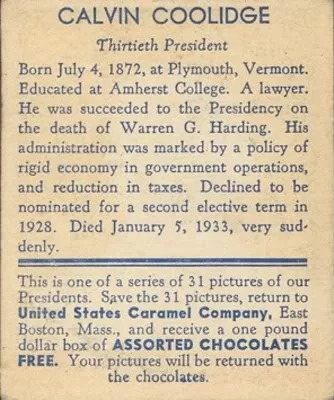 CALVIN COOLIDGE
Thirtieth President
Born July 4, 1872, at Plymouth, Vermont.
Educated at Amherst College. A lawyer.
He was succeeded to the Presidency on
the death of Warren G. Harding. His
administration was marked by a policy of
rigid economy in government operations,
and reduction in taxes. Declined to be
nominated for a second elective term in
1928. Died January 5, 1933, very sud-
denly.
This is one of a series of 31 pictures of our
Presidents. Save the 31 pictures, return to
United States Caramel Company, East
Boston, Mass., and receive a one pound
dollar box of ASSORTED CHOCOLATES
FREE. Your pictures will be returned with
the chocolates.